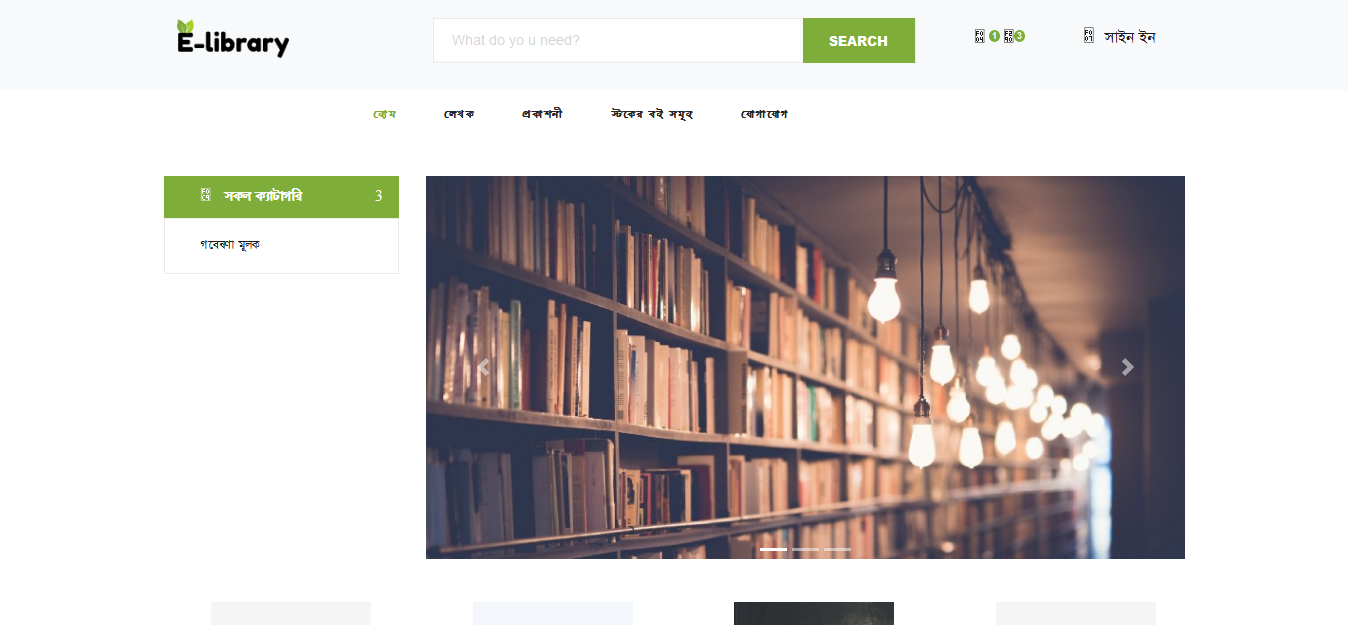 E-library
What do yo u need?
SEARCH
1 3
সাইন ইন
হোম লেখক প্রকাশনী স্টকের বই সমূহ যোগাযোগ
সকল ক্যাটাগরি 3
গবেষণা মূলক